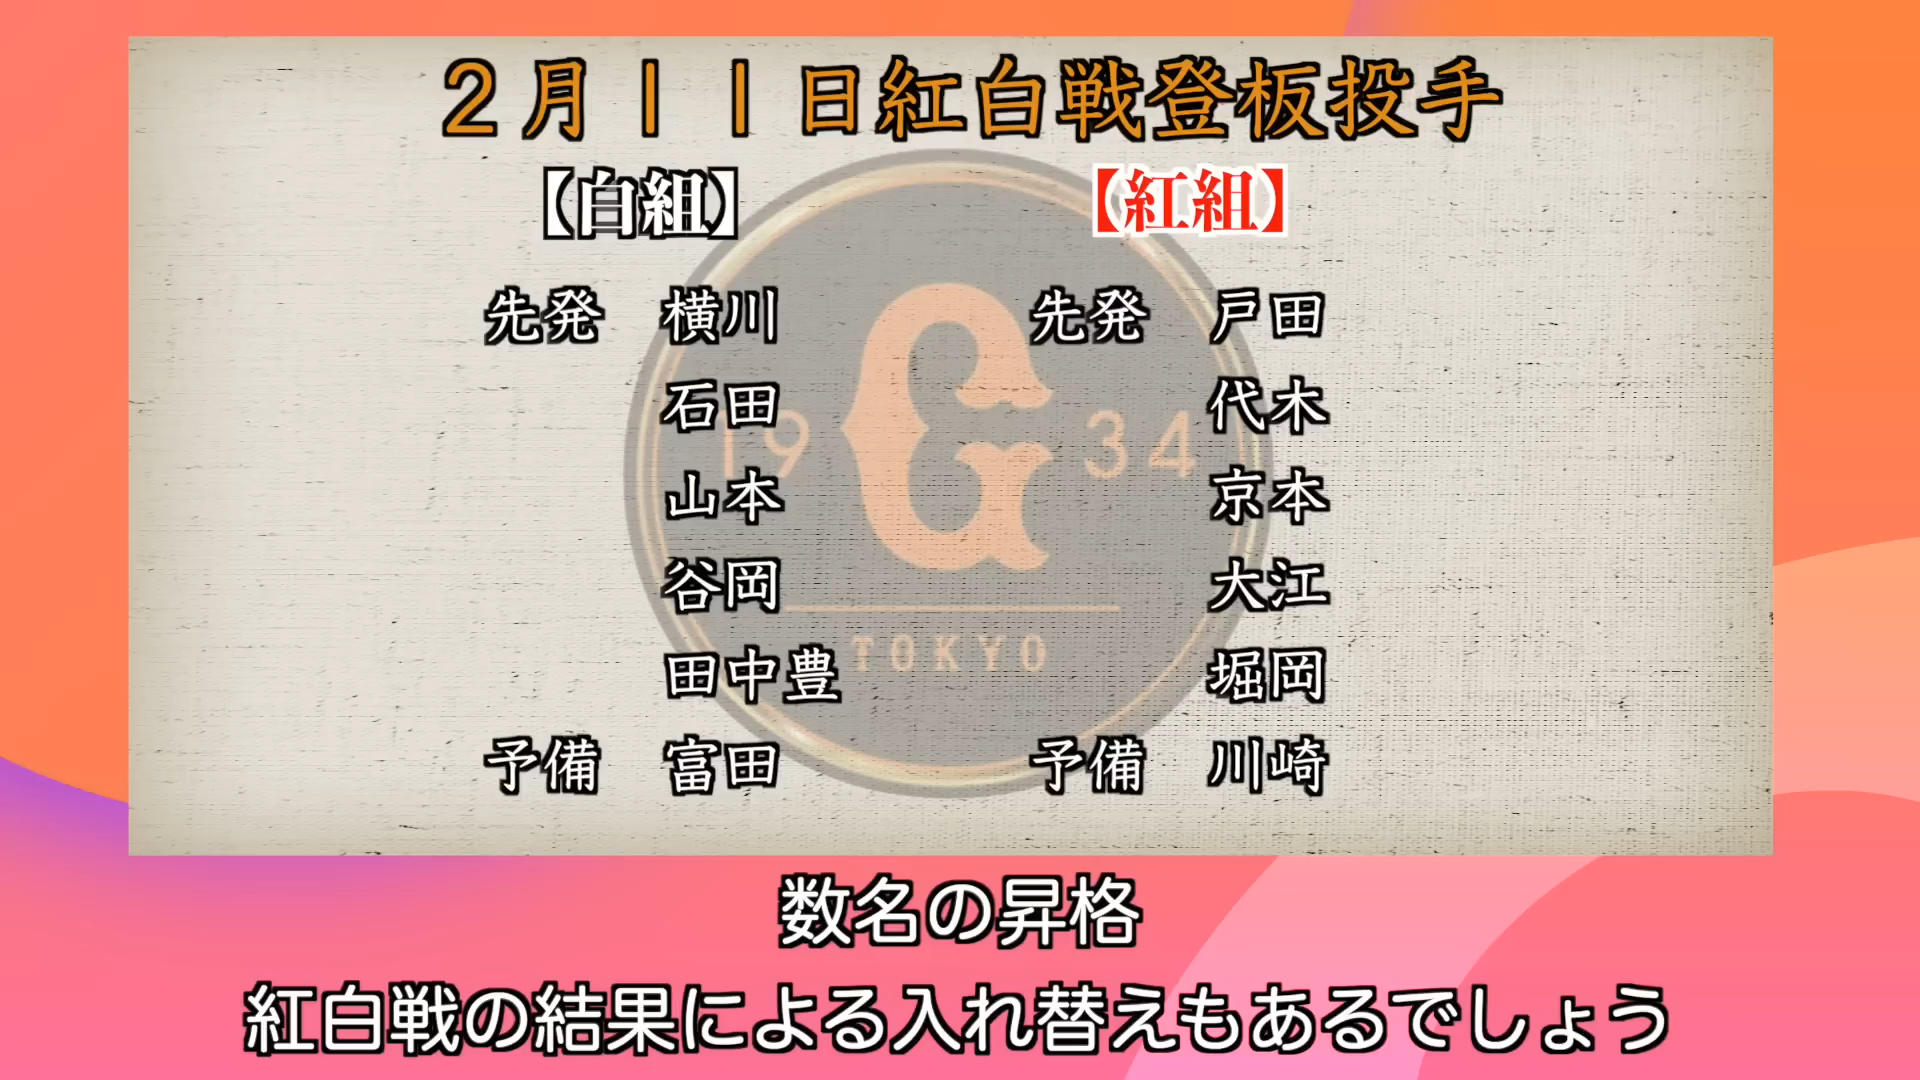 ２月１１日紅白戦登板投手
【白組】
先発 横川
石田
山本
谷岡
田中豊
予備 富田
【紅組】
先発 戸田
代木
京本
大江
堀岡
予備 川崎
19 G 34
TOKYO
数名の昇格
紅白戦の結果による入れ替えもあるでしょう